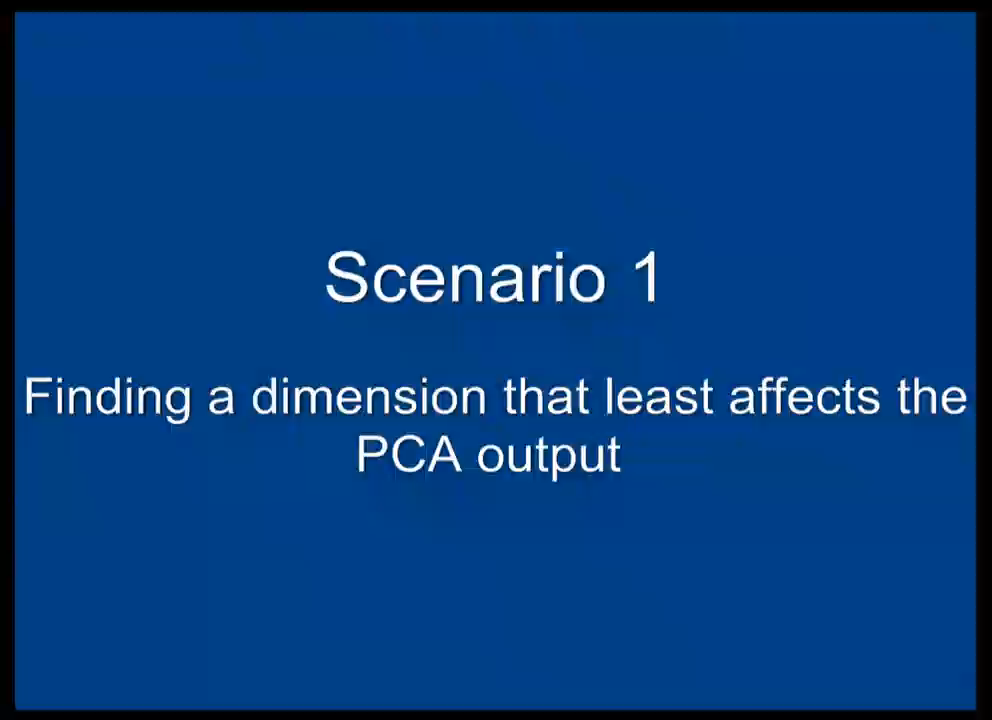 Scenario 1
Finding a dimension that least affects the
PCA output